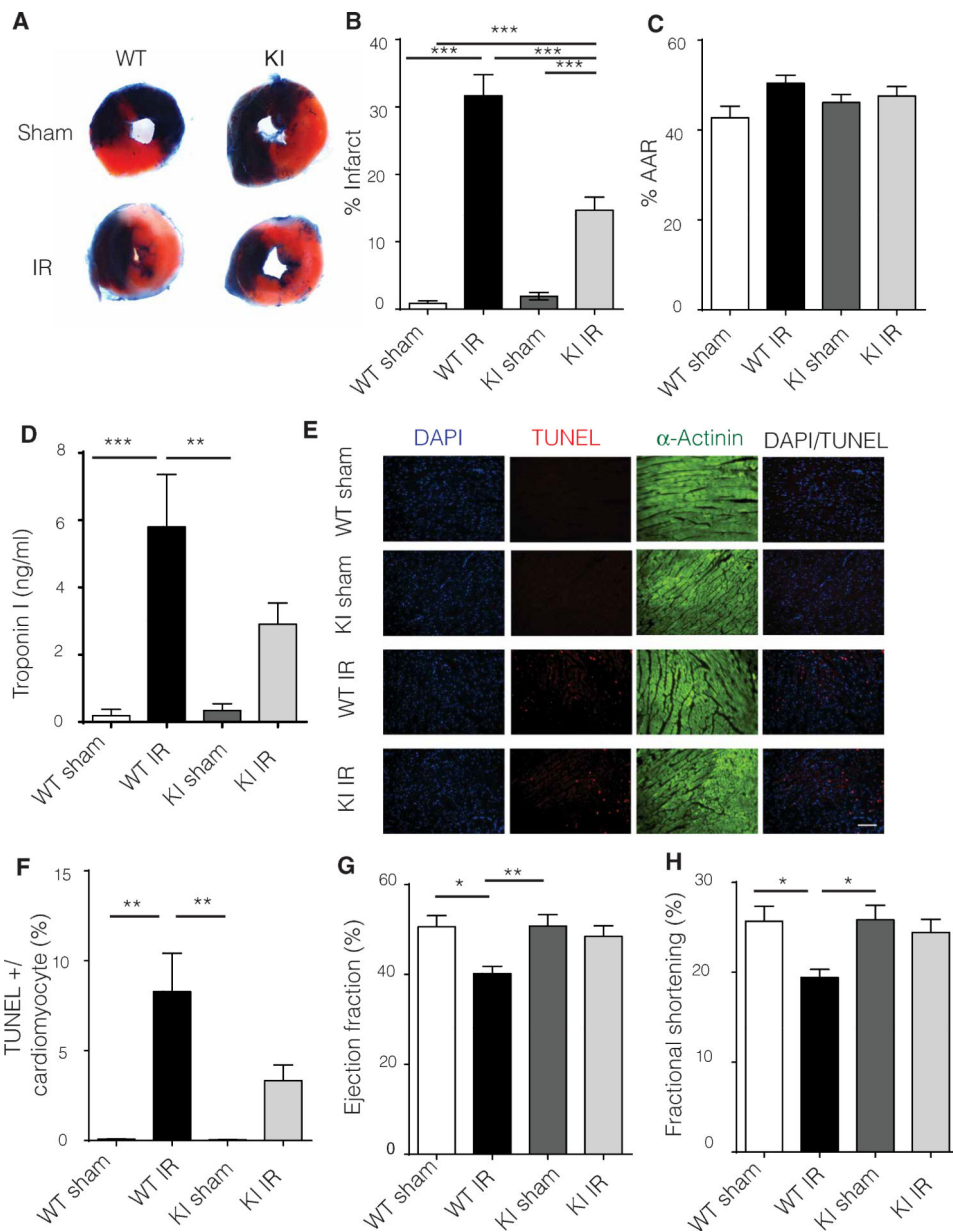 A
WT
KI
Sham
IR
B
% Infarct
40
30
20
10
0
***
***
***
***
WT sham
WT IR
KI sham
KI IR
C
% AAR
60
40
20
0
WT sham
WT IR
KI sham
KI IR
D
Troponin I (ng/ml)
8
6
4
2
0
***
**
WT sham
WT IR
KI sham
KI IR
E
DAPI
TUNEL
α-Actinin
DAPI/TUNEL
WT sham
KI sham
WT IR
KI IR
F
TUNEL +/
cardiomyocyte (%)
15
10
5
0
**
**
WT sham
WT IR
KI sham
KI IR
G
Ejection fraction (%)
60
40
20
0
*
**
WT sham
WT IR
KI sham
KI IR
H
Fractional shortening (%)
30
20
10
0
*
*
WT sham
WT IR
KI sham
KI IR